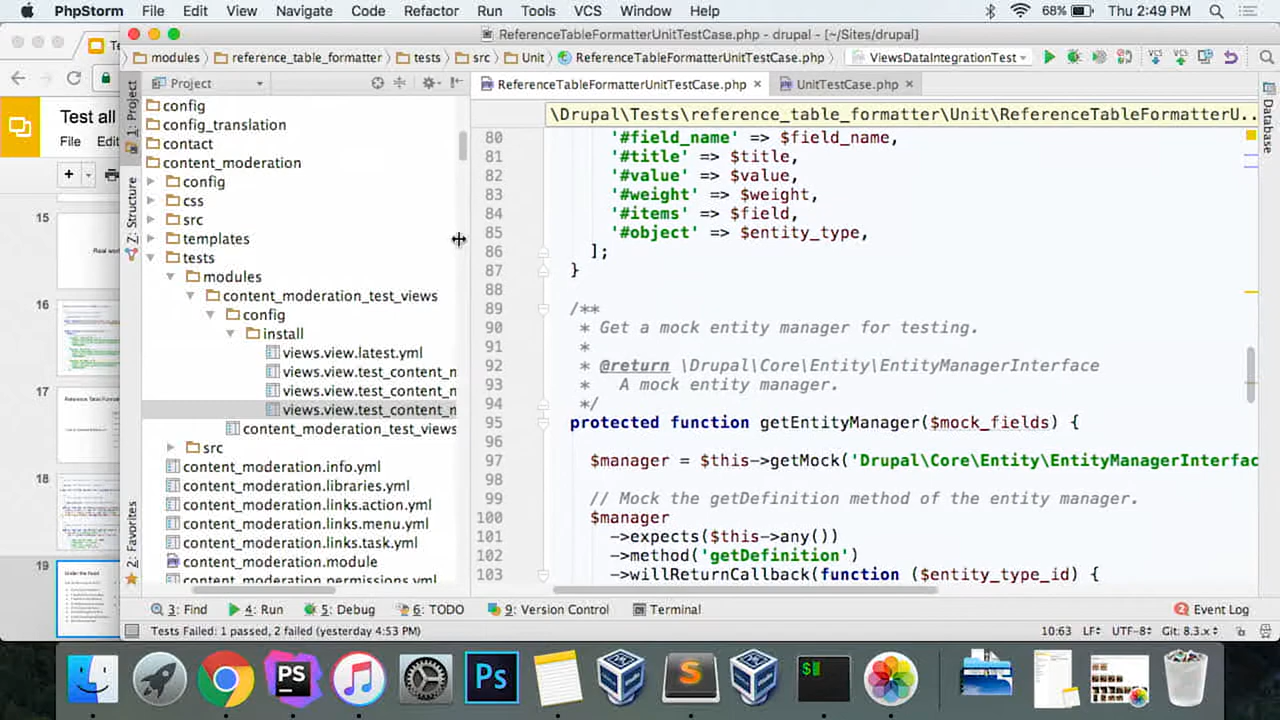 PhpStorm File Edit View Navigate Code Refactor Run Tools VCS Window Help 68% Thu 2:49 PM
ReferenceTableFormatterUnitTestCase.php - drupal - [~/Sites/drupal]
modules reference_table_formatter tests src Unit ReferenceTableFormatterUnitTestCase.php ViewsDataIntegrationTest
Test all
File Edit
15
16
17
18
19
Under the Hood
1: Project
7: Structure
2: Favorites
Project
config
config_translation
contact
content_moderation
config
css
src
templates
tests
modules
content_moderation_test_views
config
install
views.view.latest.yml
views.view.test_content_n
views.view.test_content_n
views.view.test_content_n
content_moderation_test_views
src
content_moderation.info.yml
content_moderation.libraries.yml
content_moderation.links.action.yml
content_moderation.links.menu.yml
content_moderation.links.task.yml
content_moderation.module
content_moderation.permissions.yml
ReferenceTableFormatterUnitTestCase.php UnitTestCase.php
\Drupal\Tests\reference_table_formatter\Unit\ReferenceTableFormatterU...
80 '#field_name' => $field_name,
81 '#title' => $title,
82 '#value' => $value,
83 '#weight' => $weight,
84 '#items' => $field,
85 '#object' => $entity_type,
86 ];
87 }
88
89 /**
90 * Get a mock entity manager for testing.
91 *
92 * @return \Drupal\Core\Entity\EntityManagerInterface
93 * A mock entity manager.
94 */
95 protected function getEntityManager($mock_fields) {
96
97 $manager = $this->getMock('Drupal\Core\Entity\EntityManagerInterfac
98
99 // Mock the getDefinition method of the entity manager.
100 $manager
101 ->expects($this->any())
102 ->method('getDefinition')
103 ->willReturnCallback(function ($entity_type_id) {
Database
3: Find 4: Run 5: Debug 6: TODO 9: Version Control Terminal 2 Event Log
Tests Failed: 1 passed, 2 failed (yesterday 4:53 PM) 10:63 LF UTF-8 Git: 8.3.x
PS
Ps
S
$